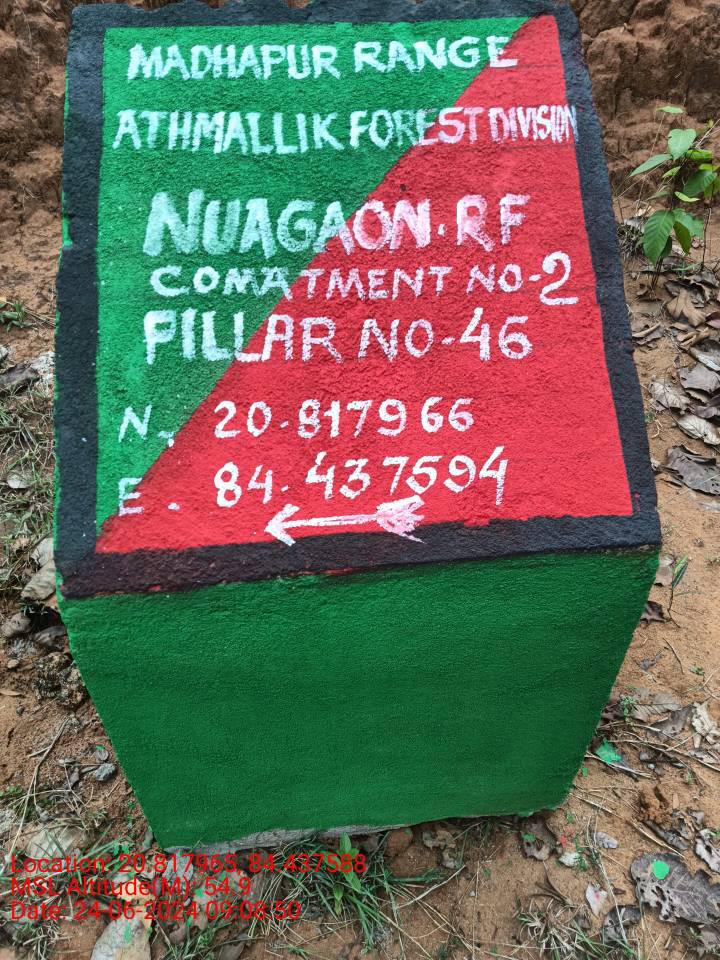 MADHAPUR RANGE
ATHMALLIK FOREST DIVISION
NUAGAON. RF
COMATMENT NO-2
PILLAR NO-46
N. 20.817966
E. 84.437594
Location: 20.817965, 84.437588
MSL Altitude(M): 54.9
Date: 24-06-2024 09:08:50